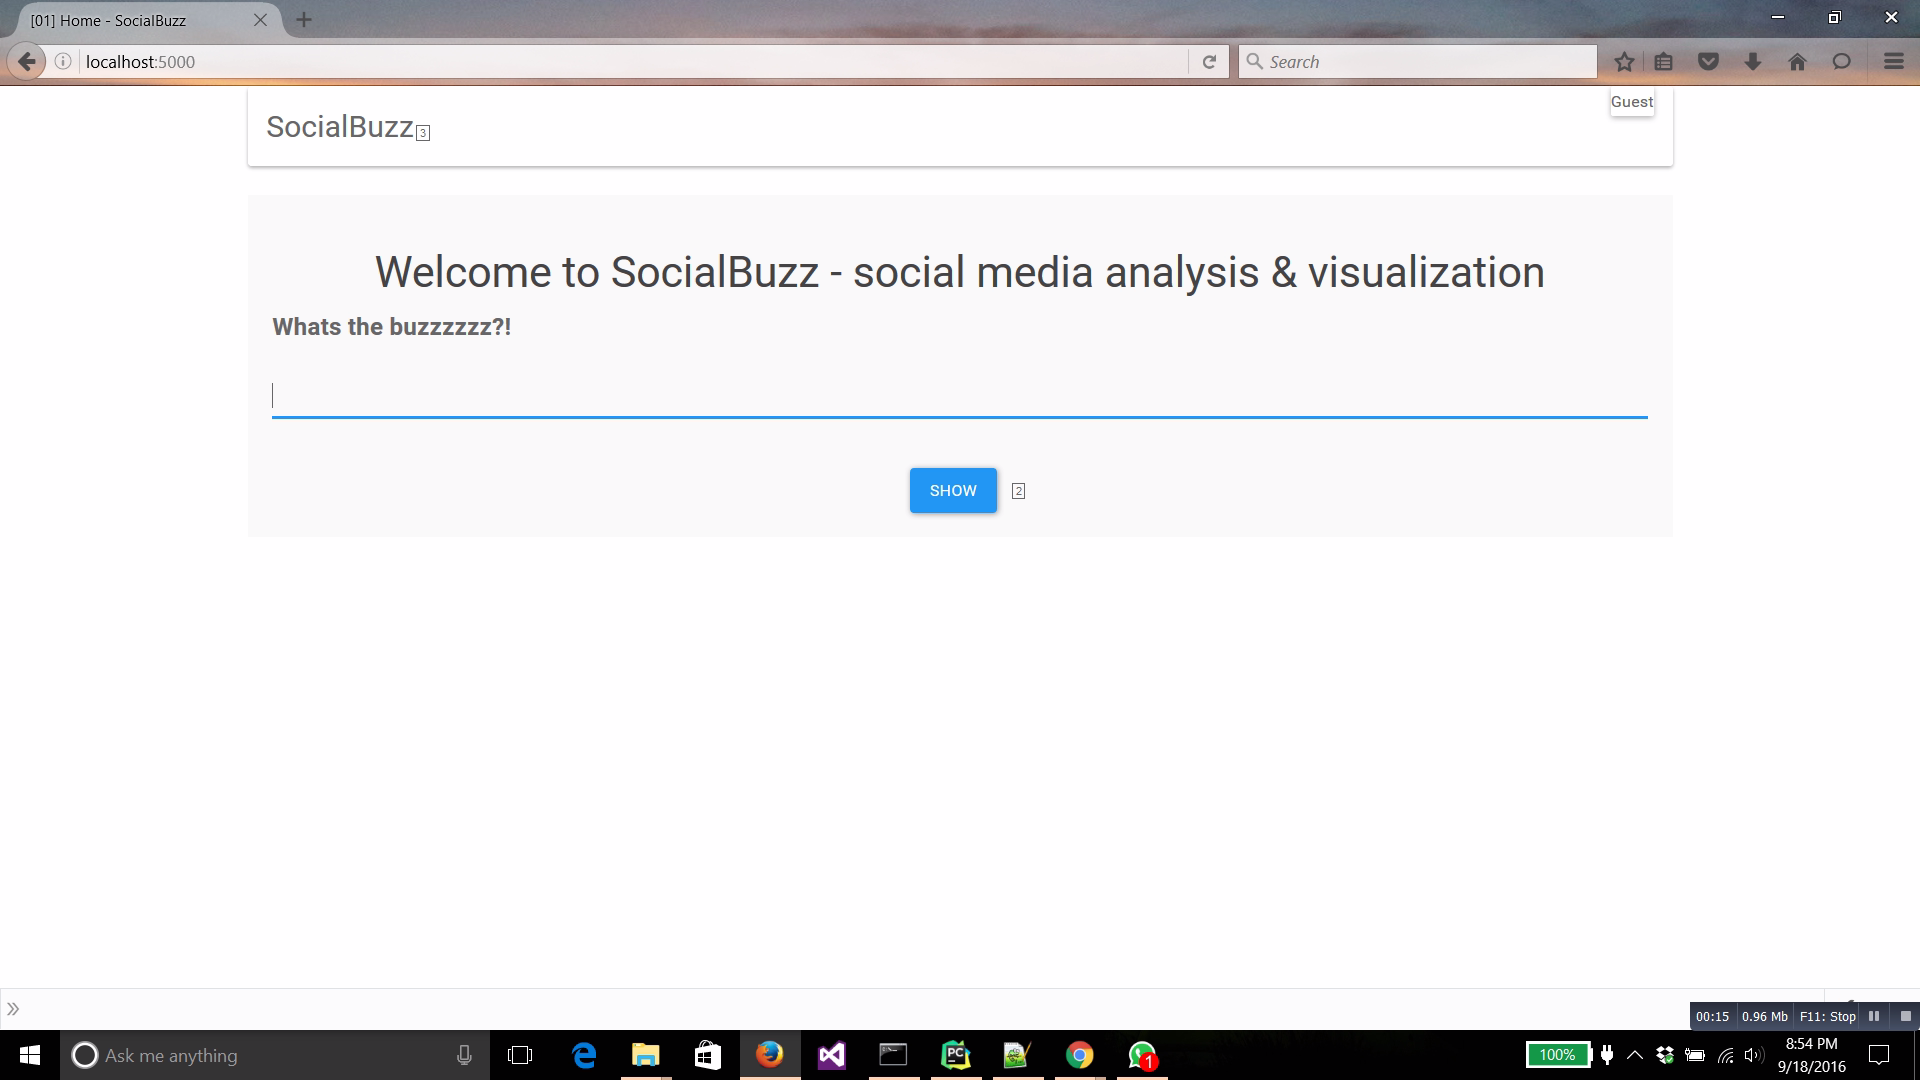 [01] Home - SocialBuzz
localhost:5000
Search
Guest
SocialBuzz 3
Welcome to SocialBuzz - social media analysis & visualization
Whats the buzzzzzz?!
SHOW 2
00:15 0.96 Mb F11: Stop
Ask me anything
PC
1
100%
8:54 PM
9/18/2016